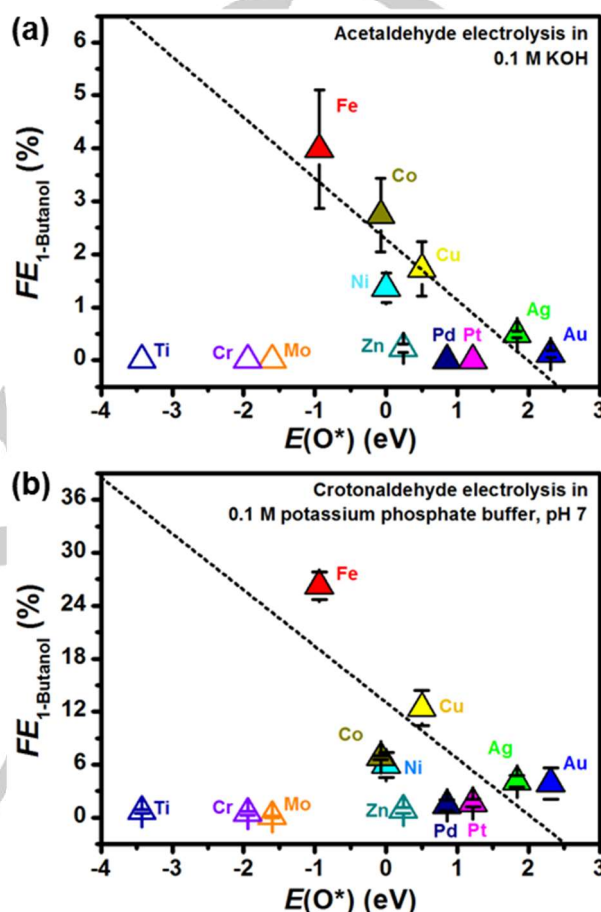 (a)
Acetaldehyde electrolysis in
0.1 M KOH
FE1-Butanol (%)
6
5
4
3
2
1
0
Fe
Co
Cu
Ni
Ag
Ti
Cr
Mo
Zn
Pd
Pt
Au
-4 -3 -2 -1 0 1 2 3
E(O*) (eV)
(b)
Crotonaldehyde electrolysis in
0.1 M potassium phosphate buffer, pH 7
FE1-Butanol (%)
36
30
24
18
12
6
0
Fe
Cu
Co
Ni
Ag
Au
Ti
Cr
Mo
Zn
Pd
Pt
-4 -3 -2 -1 0 1 2 3
E(O*) (eV)